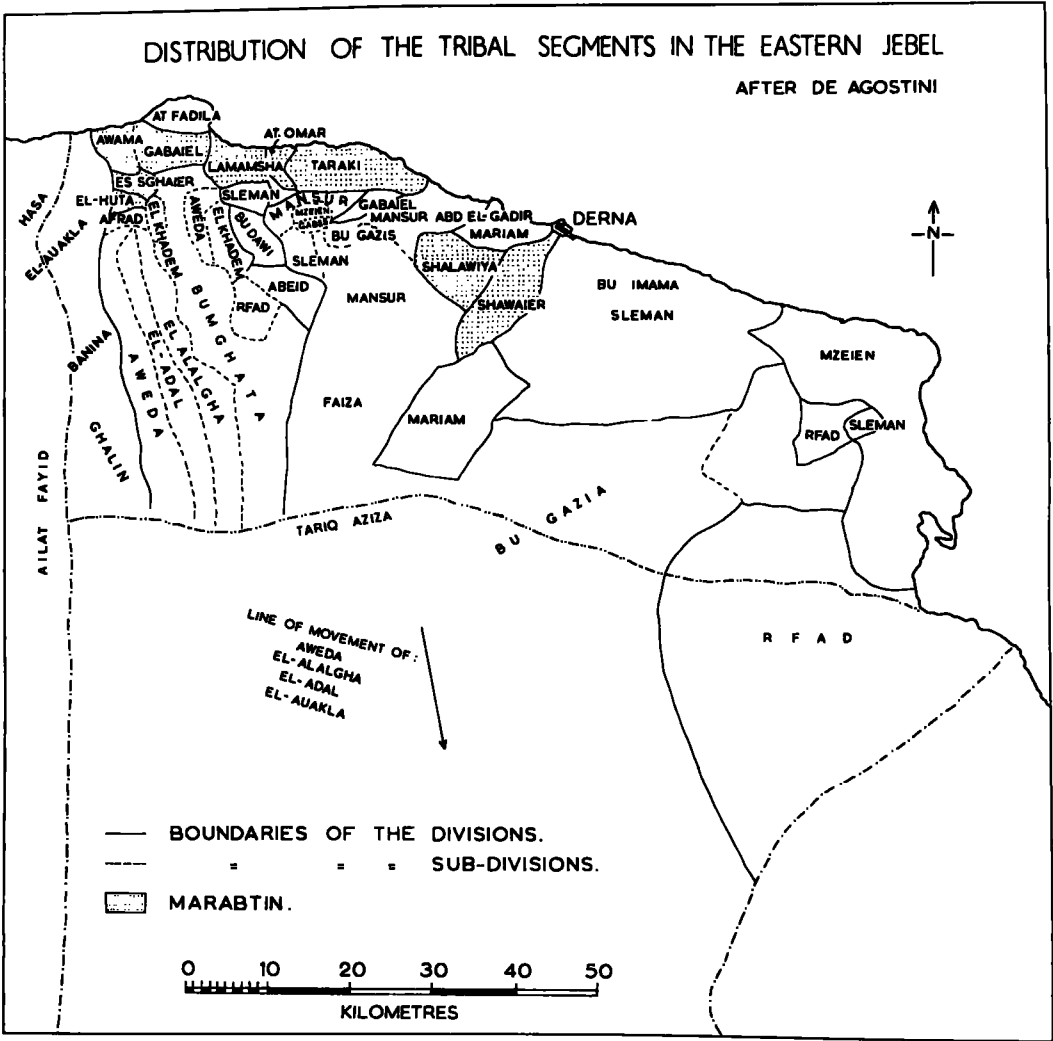 DISTRIBUTION OF THE TRIBAL SEGMENTS IN THE EASTERN JEBEL
AFTER DE AGOSTINI
AT FADILA
AWAMA
GABAIEL
AT OMAR
LAMAMSHA
TARAKI
ES SGHAIER
HASA
EL-HUTA
AFRAD
EL-AUAKLA
EL KHADEM
AWEDA
EL KHADEM
SLEMAN
BU DAWI
MANSUR
MZEIEN
GABAIEL
MANSUR
ABD EL-GADIR
MARIAM
DERNA
BU GAZIS
SLEMAN
ABEID
RFAD
MANSUR
SHALAWIYA
SHAWAIER
BU IMAMA
SLEMAN
N
MZEIEN
RFAD
SLEMAN
BANINA
GHALIN
AWEDA
EL-ADAL
EL ALALGHA
BUMGHATA
FAIZA
MARIAM
AILAT FAYID
TARIQ AZIZA
BU GAZIA
RFAD
LINE OF MOVEMENT OF:
AWEDA
EL-ALALGHA
EL-ADAL
EL-AUAKLA
BOUNDARIES OF THE DIVISIONS.
" " " SUB-DIVISIONS.
MARABTIN.
0 10 20 30 40 50
KILOMETRES